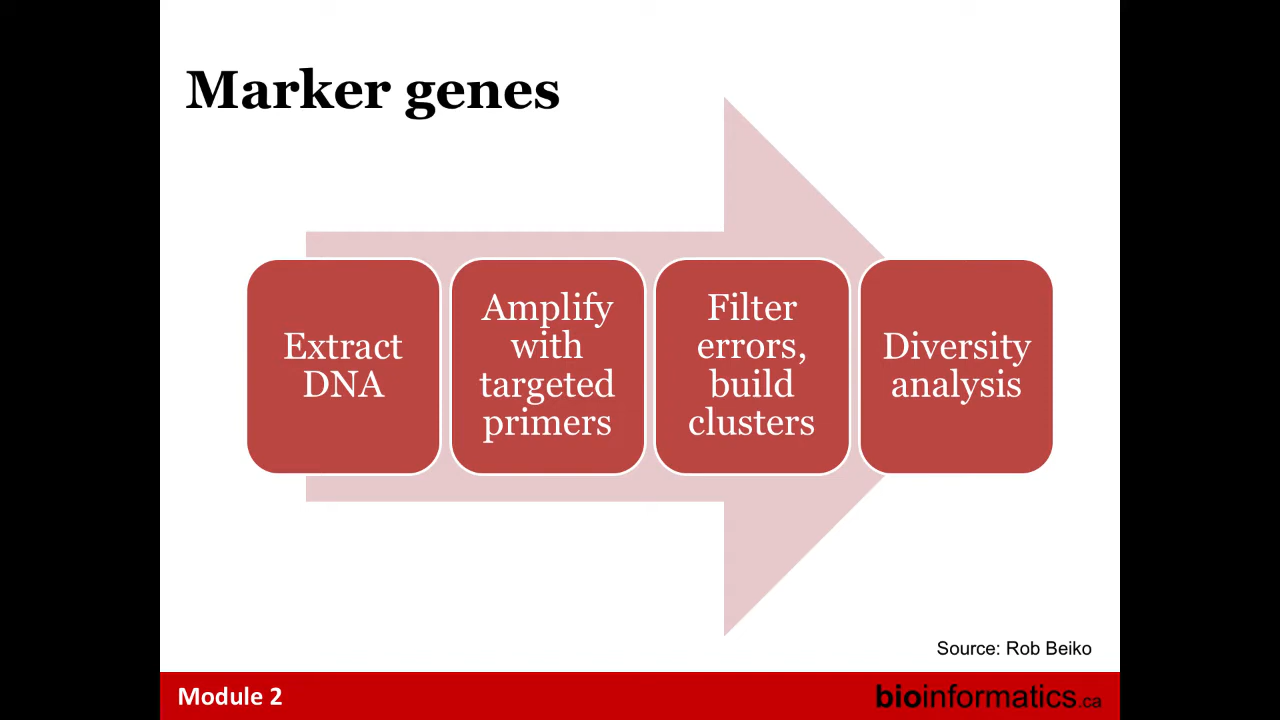 Marker genes
Extract
DNA
Amplify
with
targeted
primers
Filter
errors,
build
clusters
Diversity
analysis
Source: Rob Beiko
Module 2
bioinformatics.ca